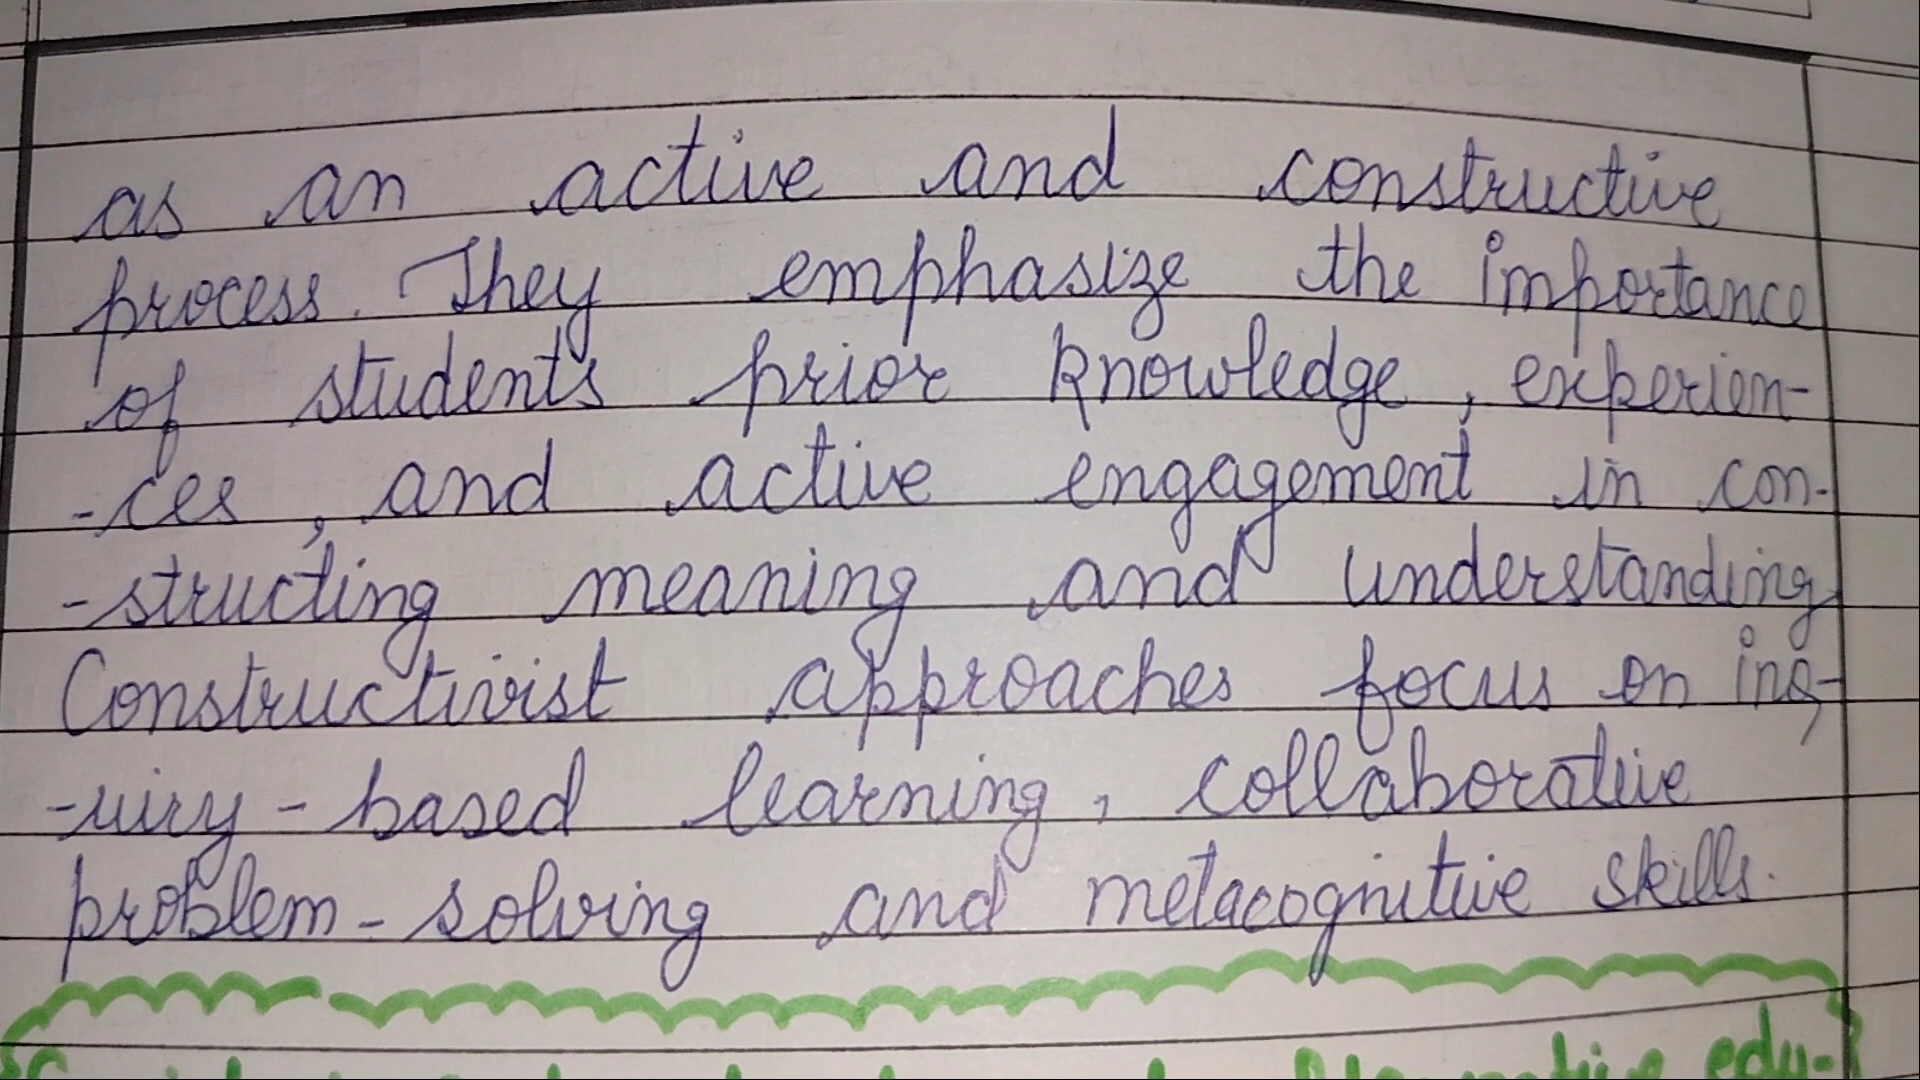 as an active and constructive
process. They emphasize the importance
of students prior knowledge, experien-
-ces, and active engagement in con-
-structing meaning and understanding
Constructivist approaches focus on inq-
-uiry-based learning, collaborative
problem-solving and metacognitive skills.
edu-